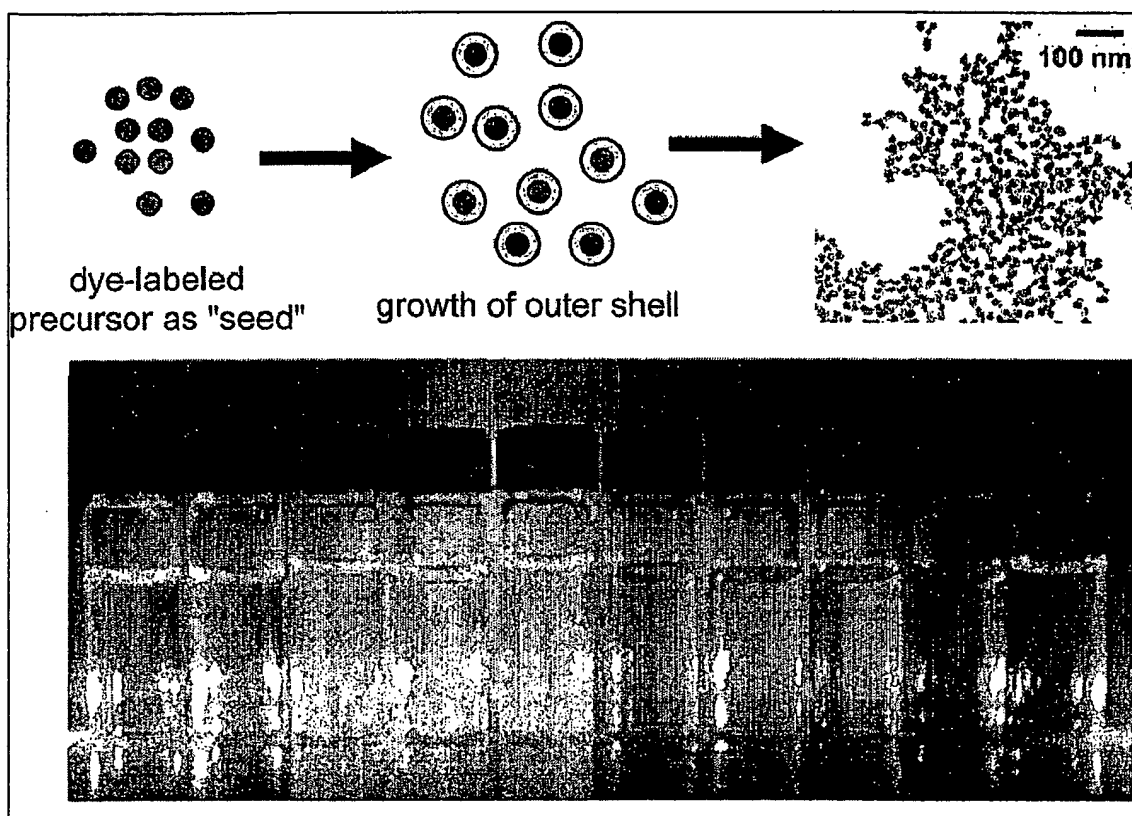 100 nm
dye-labeled
precursor as "seed"
growth of outer shell